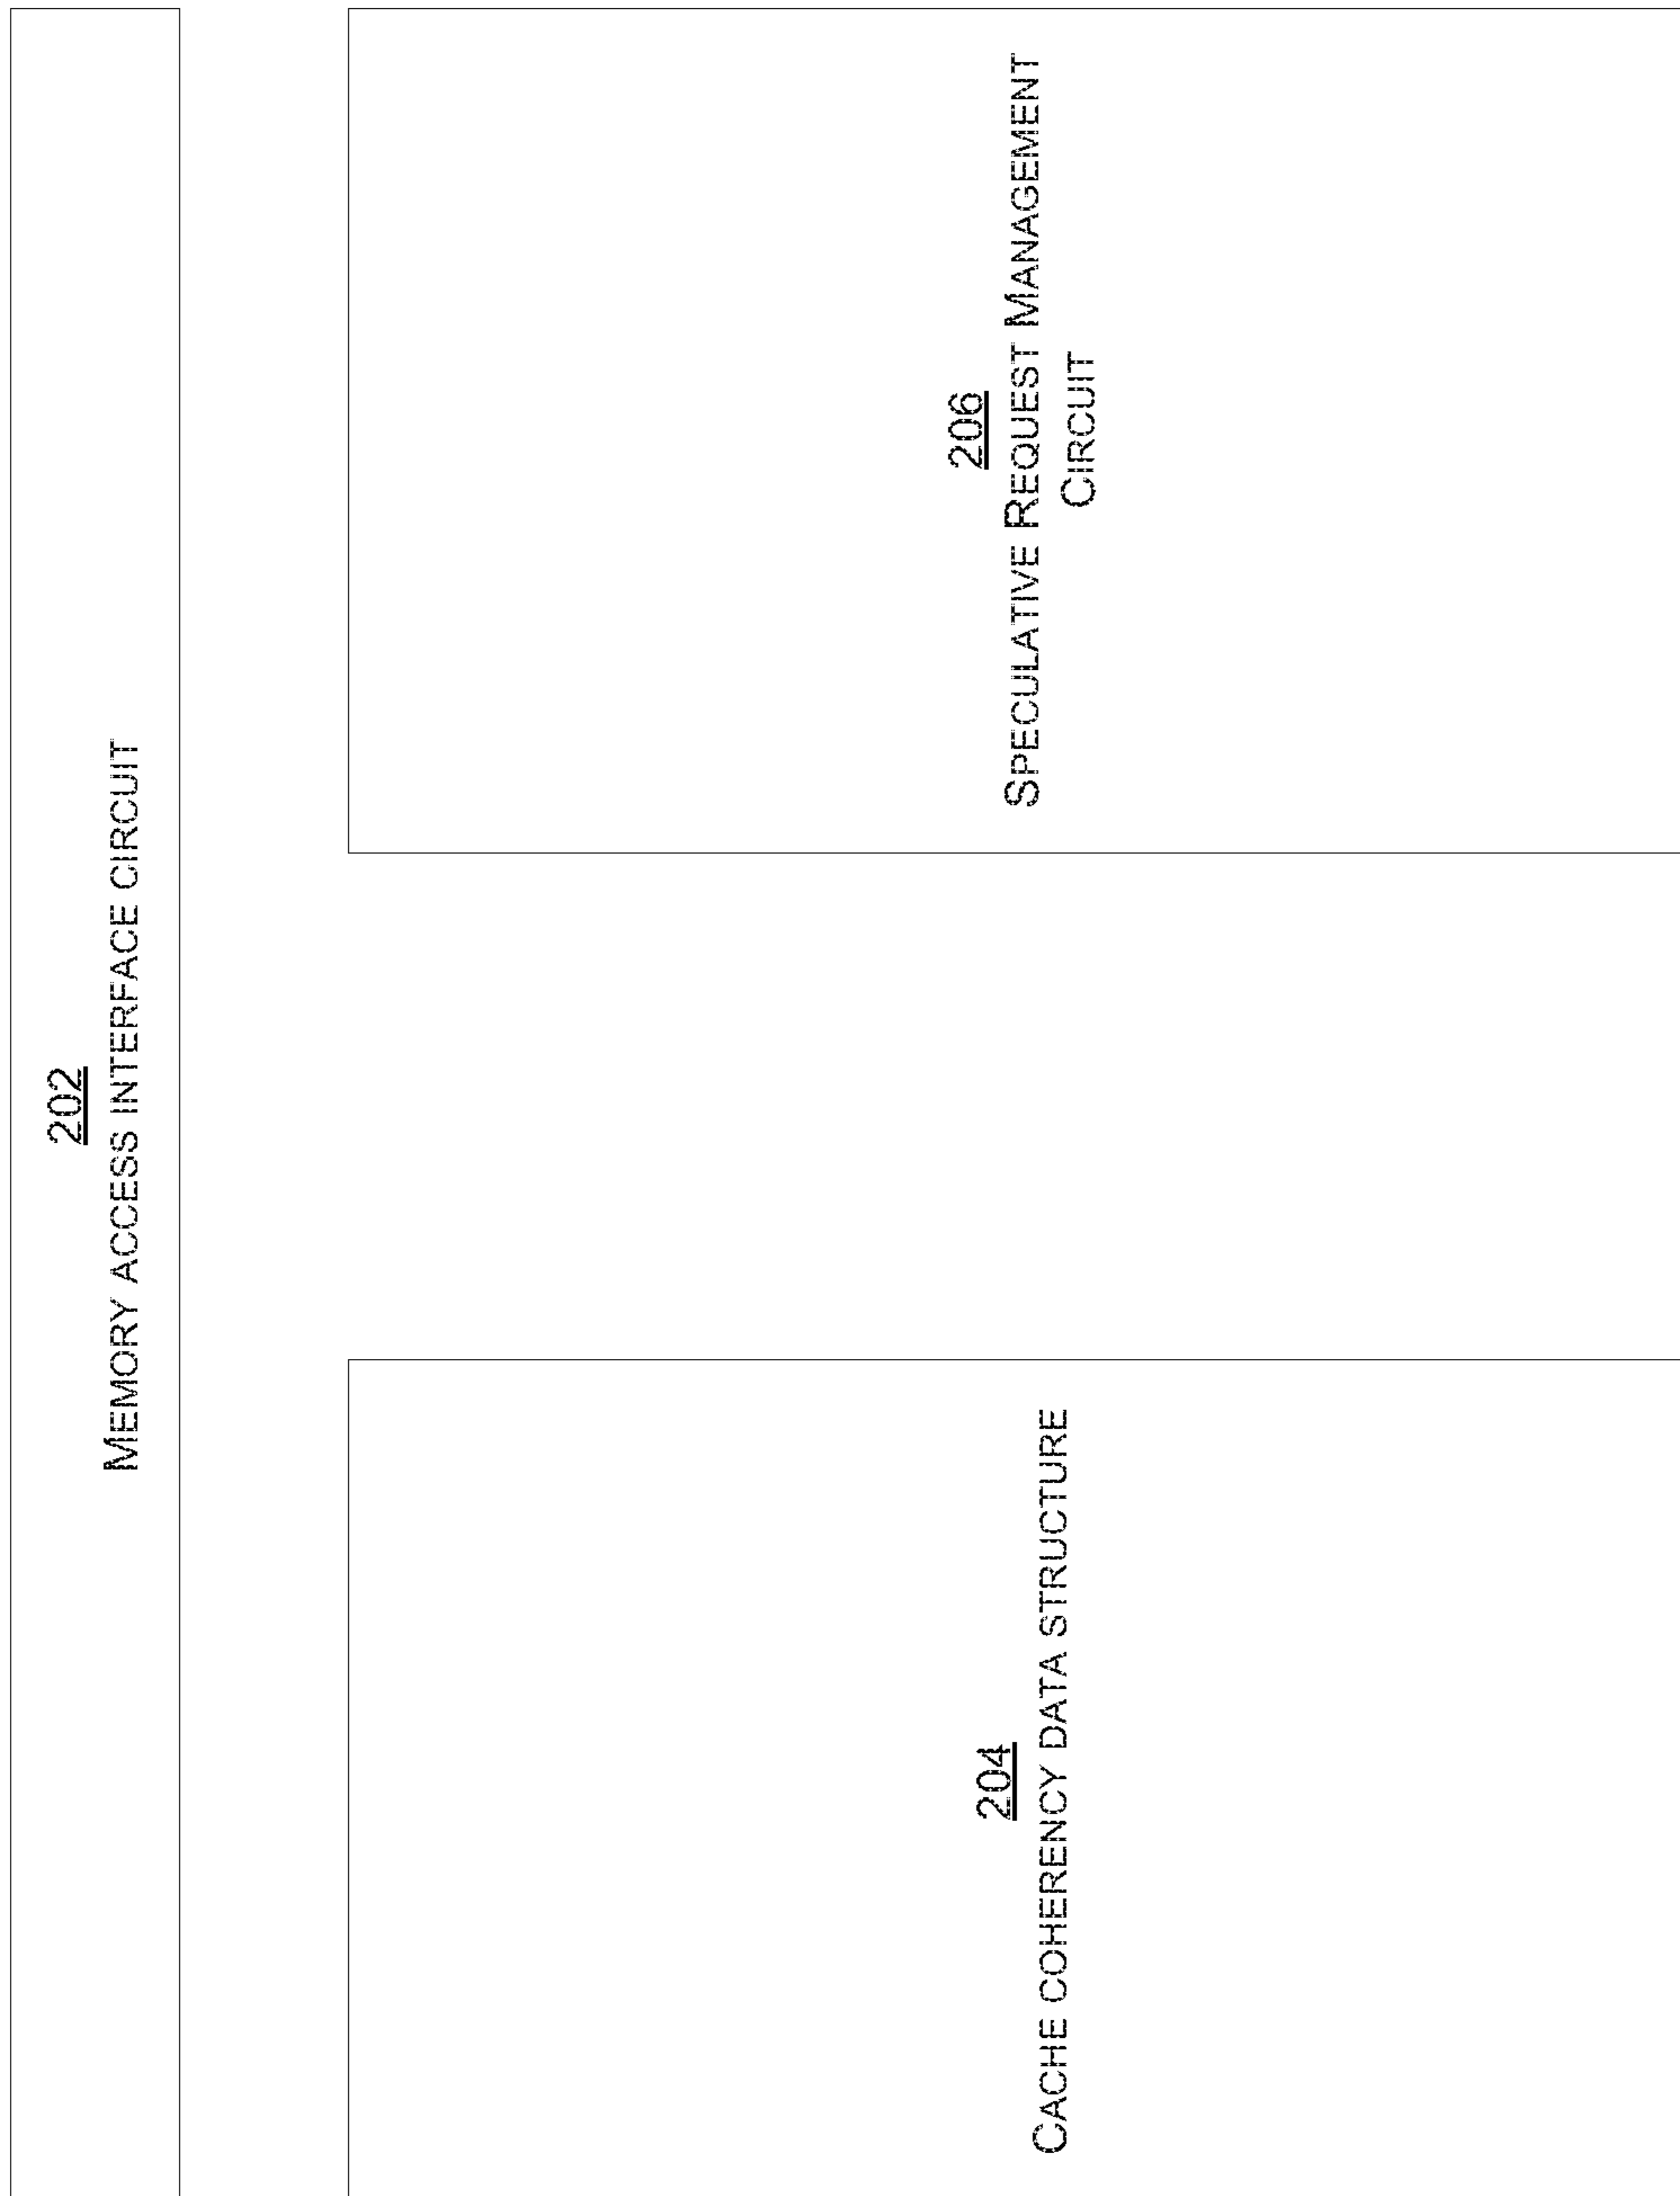 202
MEMORY ACCESS INTERFACE CIRCUIT
204
CACHE COHERENCY DATA STRUCTURE
206
SPECULATIVE REQUEST MANAGEMENT
CIRCUIT